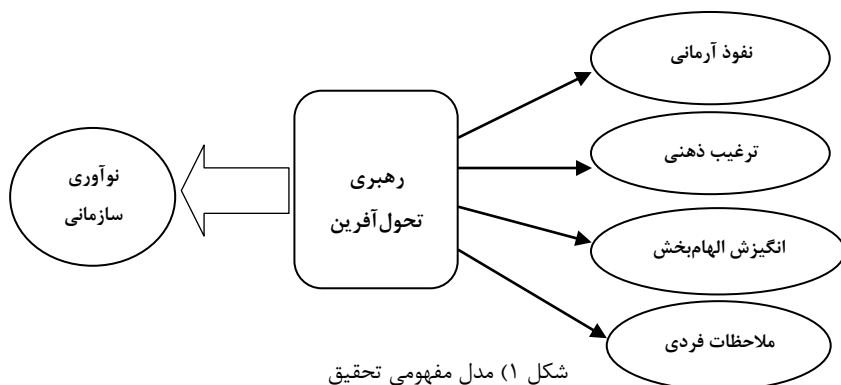 نفوذ آرمانی
ترغیب ذهنی
انگیزش الهام‌بخش
ملاحظات فردی
رهبری
تحول‌آفرین
نوآوری
سازمانی
شکل ۱) مدل مفهومی تحقیق